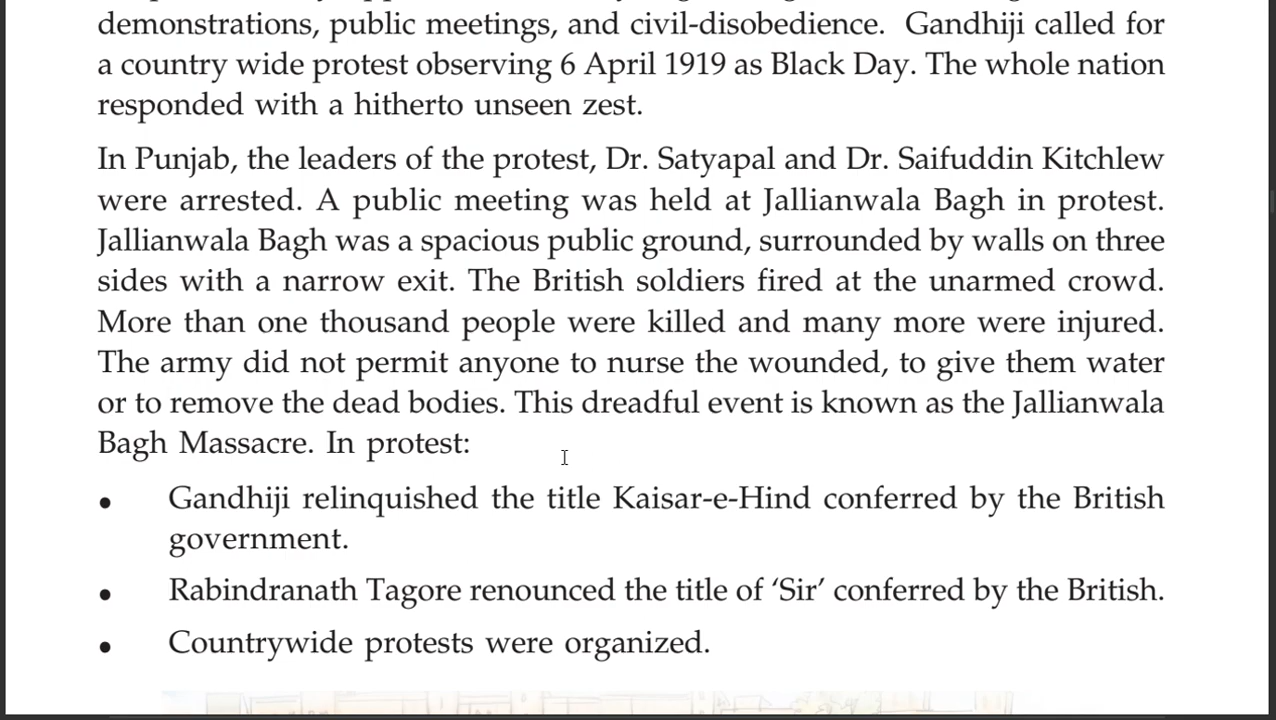 demonstrations, public meetings, and civil-disobedience. Gandhiji called for
a country wide protest observing 6 April 1919 as Black Day. The whole nation
responded with a hitherto unseen zest.
In Punjab, the leaders of the protest, Dr. Satyapal and Dr. Saifuddin Kitchlew
were arrested. A public meeting was held at Jallianwala Bagh in protest.
Jallianwala Bagh was a spacious public ground, surrounded by walls on three
sides with a narrow exit. The British soldiers fired at the unarmed crowd.
More than one thousand people were killed and many more were injured.
The army did not permit anyone to nurse the wounded, to give them water
or to remove the dead bodies. This dreadful event is known as the Jallianwala
Bagh Massacre. In protest:
• Gandhiji relinquished the title Kaisar-e-Hind conferred by the British
government.
• Rabindranath Tagore renounced the title of ‘Sir’ conferred by the British.
• Countrywide protests were organized.